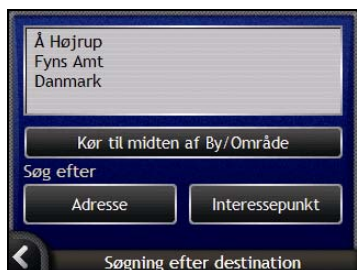 Å Højrup
Fyns Amt
Danmark
Kør til midten af By/Område
Søg efter
Adresse Interessepunkt
Søgning efter destination